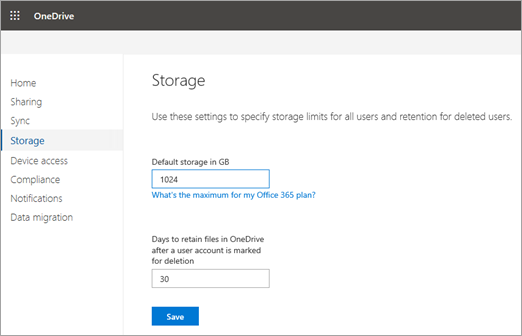 OneDrive
Home
Sharing
Sync
Storage
Device access
Compliance
Notifications
Data migration
Storage
Use these settings to specify storage limits for all users and retention for deleted users.
Default storage in GB
1024
What's the maximum for my Office 365 plan?
Days to retain files in OneDrive
after a user account is marked
for deletion
30
Save